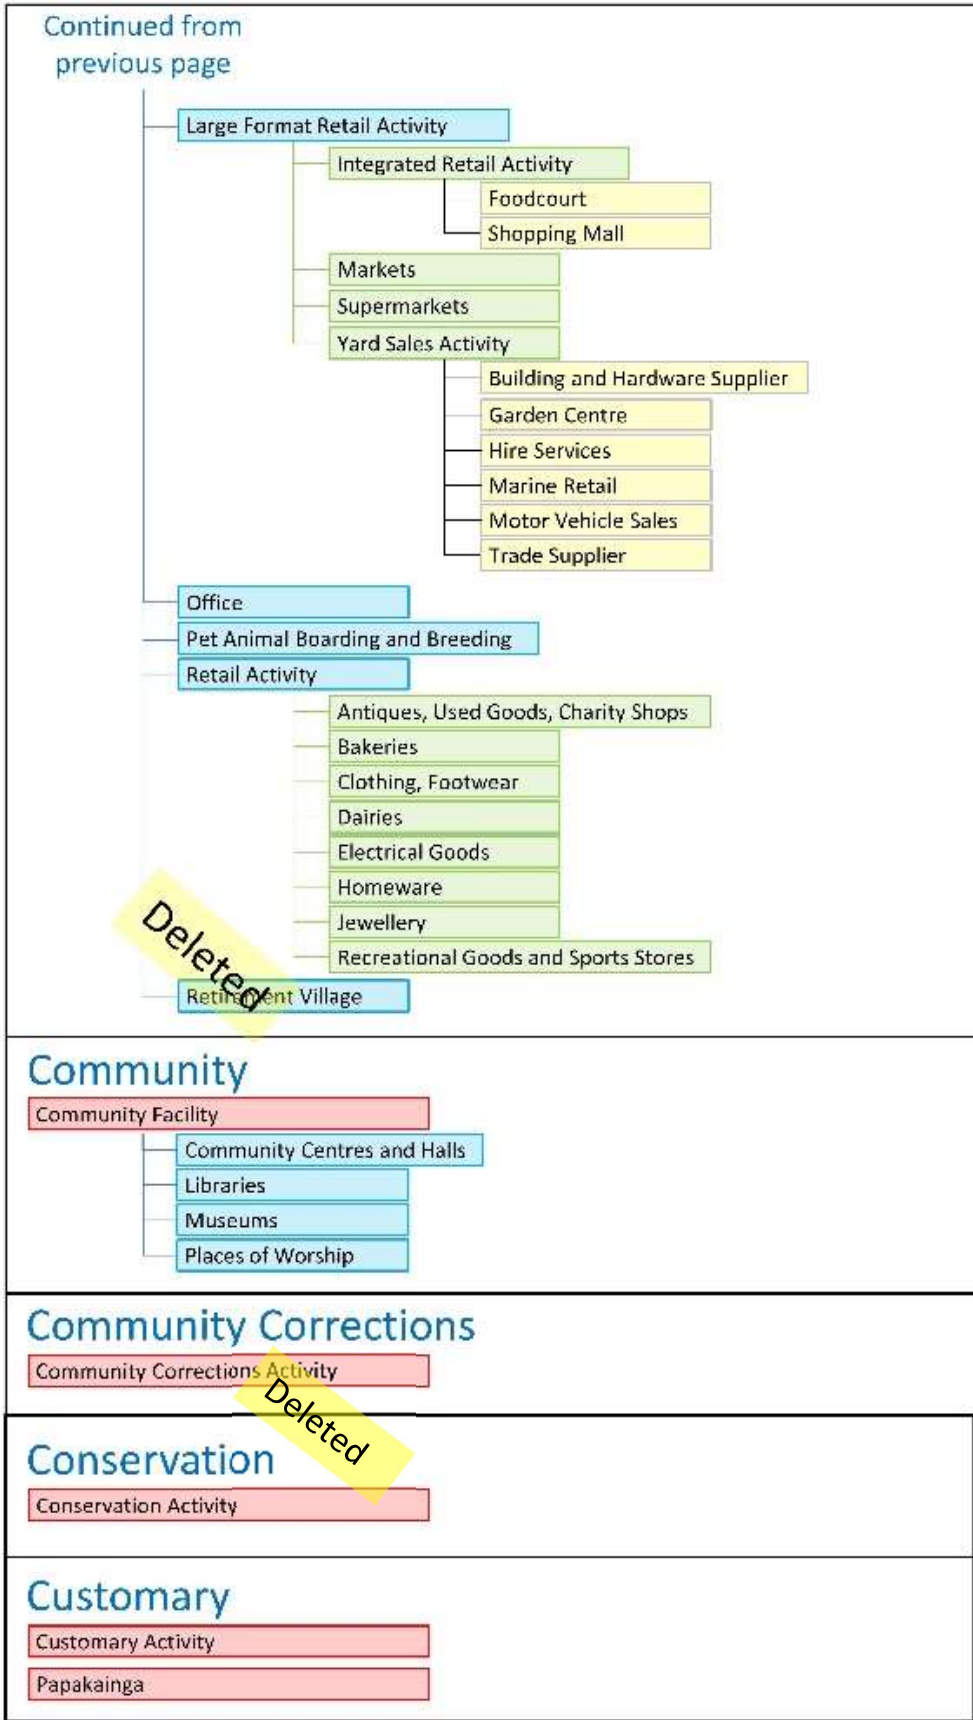 Continued from
previous page
Large Format Retail Activity
Integrated Retail Activity
Foodcourt
Shopping Mall
Markets
Supermarkets
Yard Sales Activity
Building and Hardware Supplier
Garden Centre
Hire Services
Marine Retail
Motor Vehicle Sales
Trade Supplier
Office
Pet Animal Boarding and Breeding
Retail Activity
Antiques, Used Goods, Charity Shops
Bakeries
Clothing, Footwear
Dairies
Electrical Goods
Homeware
Jewellery
Recreational Goods and Sports Stores
Deleted
Retirement Village
Community
Community Facility
Community Centres and Halls
Libraries
Museums
Places of Worship
Community Corrections
Community Corrections Activity
Deleted
Conservation
Conservation Activity
Customary
Customary Activity
Papakainga